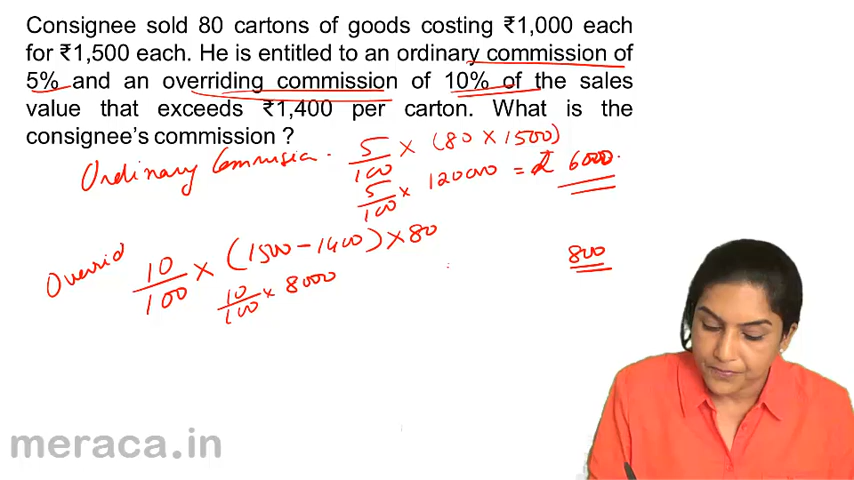 Consignee sold 80 cartons of goods costing ₹1,000 each
for ₹1,500 each. He is entitled to an ordinary commission of
5% and an overriding commission of 10% of the sales
value that exceeds ₹1,400 per carton. What is the
consignee's commission ?
Ordinary Commission. 5/100 × (80 × 1500)
5/100 × 120000 = ₹ 6000.
Overrid 10/100 × (1500 - 1400) × 80
10/100 × 8000 800
meraca.in